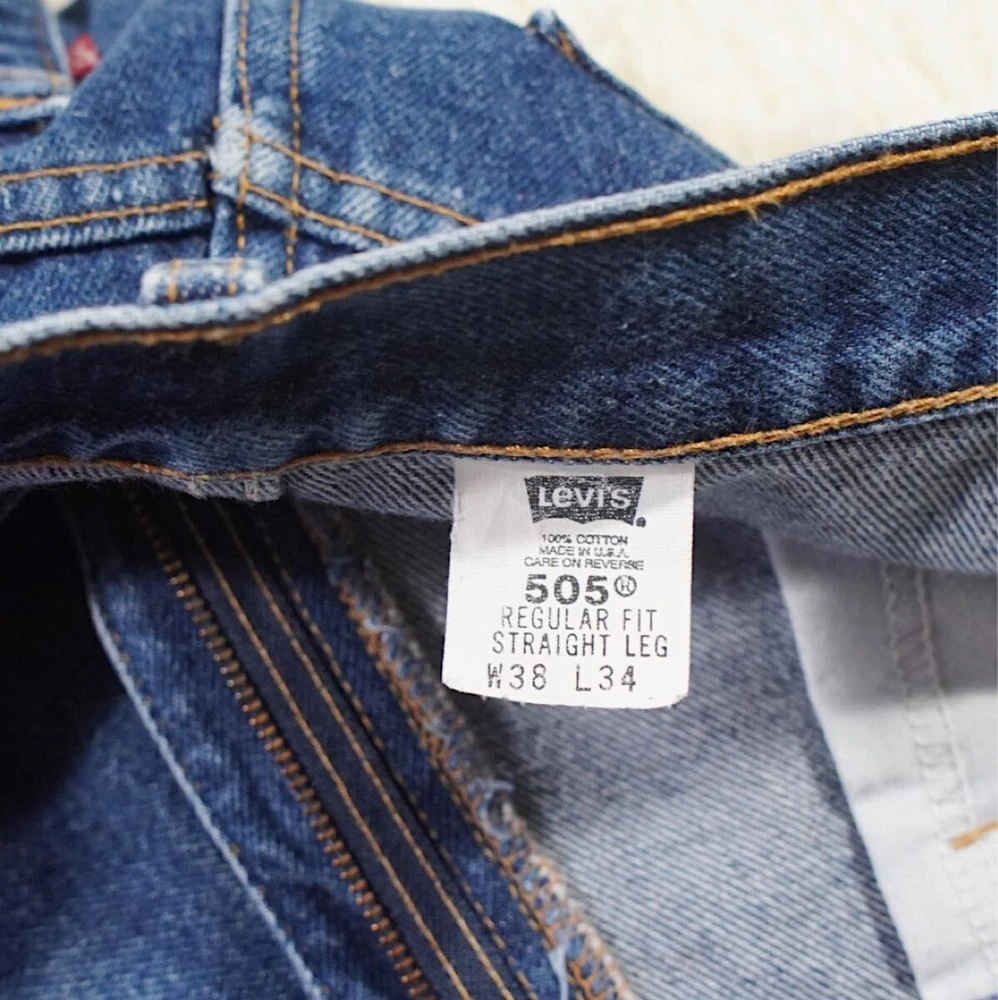 LEVI'S
100% COTTON
MADE IN U.S.A.
CARE ON REVERSE
505®
REGULAR FIT
STRAIGHT LEG
W38 L34